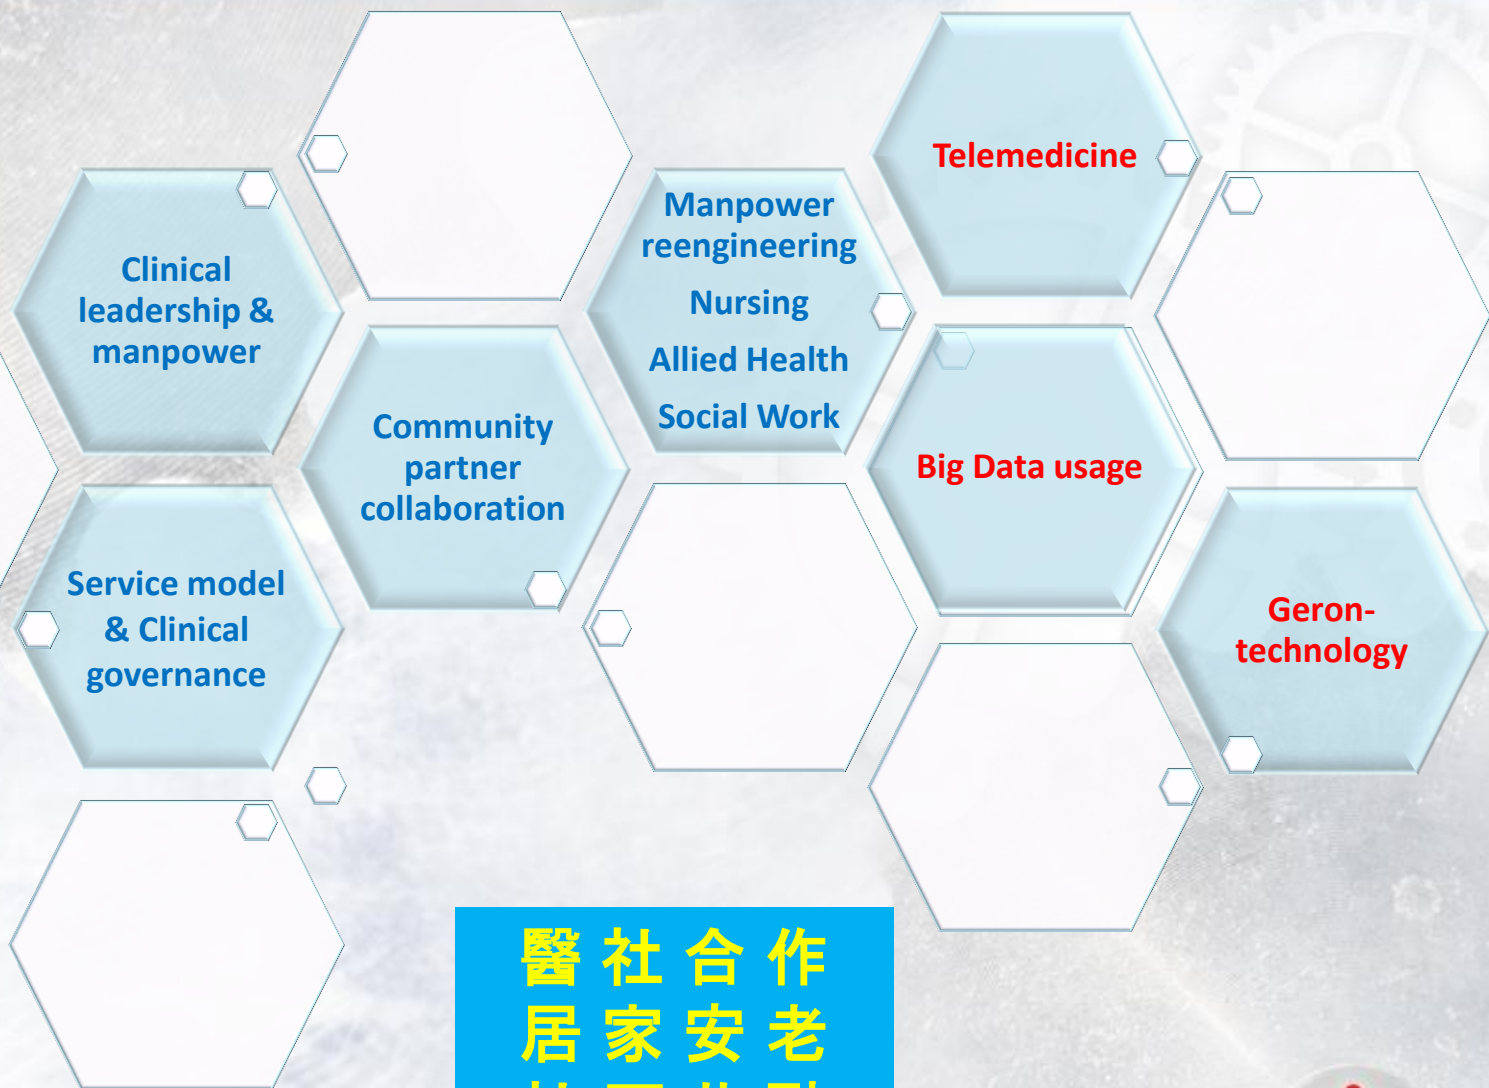 Clinical
leadership &
manpower
Service model
& Clinical
governance
Community
partner
collaboration
Manpower
reengineering
Nursing
Allied Health
Social Work
Telemedicine
Big Data usage
Geron-
technology
醫社合作
居家安老